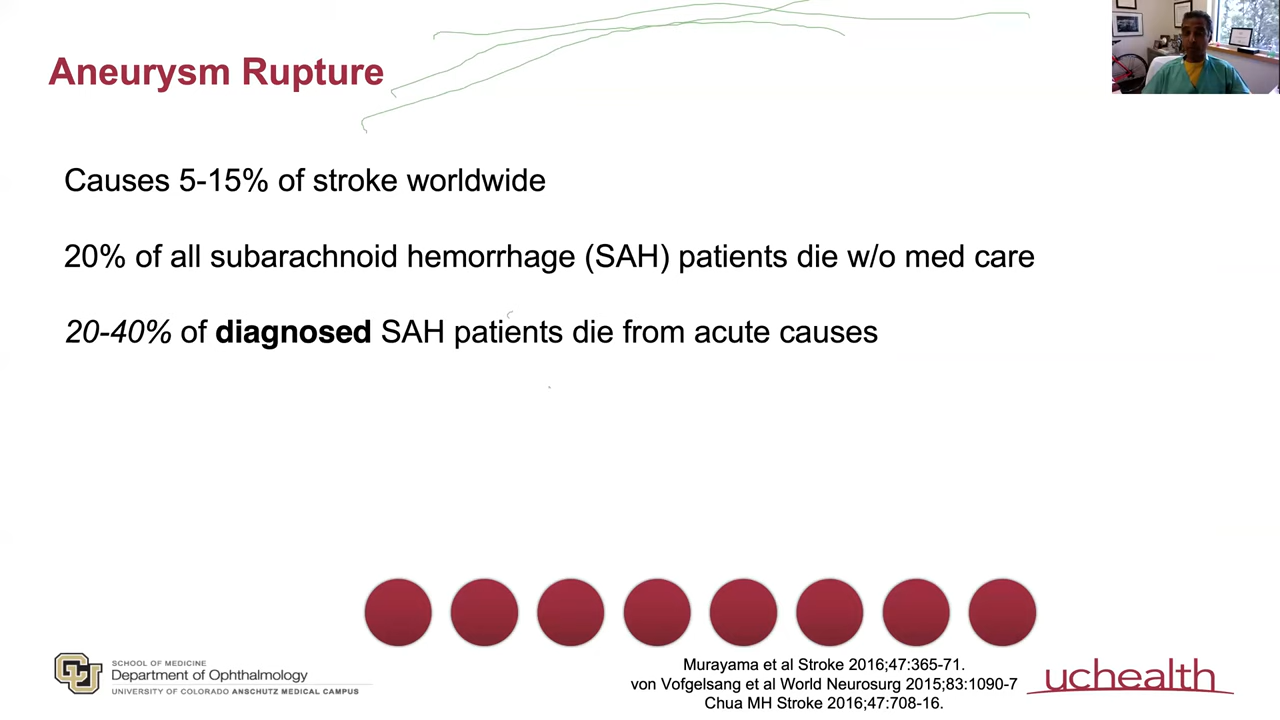 Aneurysm Rupture
Causes 5-15% of stroke worldwide
20% of all subarachnoid hemorrhage (SAH) patients die w/o med care
20-40% of diagnosed SAH patients die from acute causes
SCHOOL OF MEDICINE
Department of Ophthalmology
UNIVERSITY OF COLORADO ANSCHUTZ MEDICAL CAMPUS
Murayama et al Stroke 2016;47:365-71.
von Vofgelsang et al World Neurosurg 2015;83:1090-7
Chua MH Stroke 2016;47:708-16.
uchealth